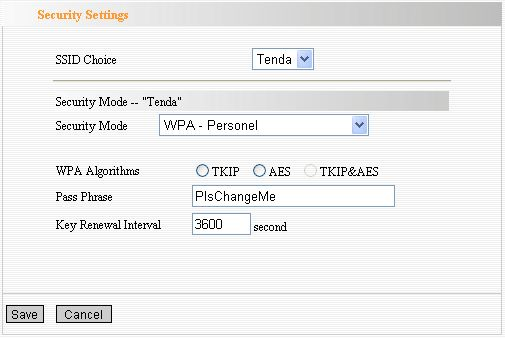 Security Settings
SSID Choice Tenda
Security Mode -- "Tenda"
Security Mode WPA - Personel
WPA Algorithms TKIP AES TKIP&AES
Pass Phrase PlsChangeMe
Key Renewal Interval 3600 second
Save Cancel